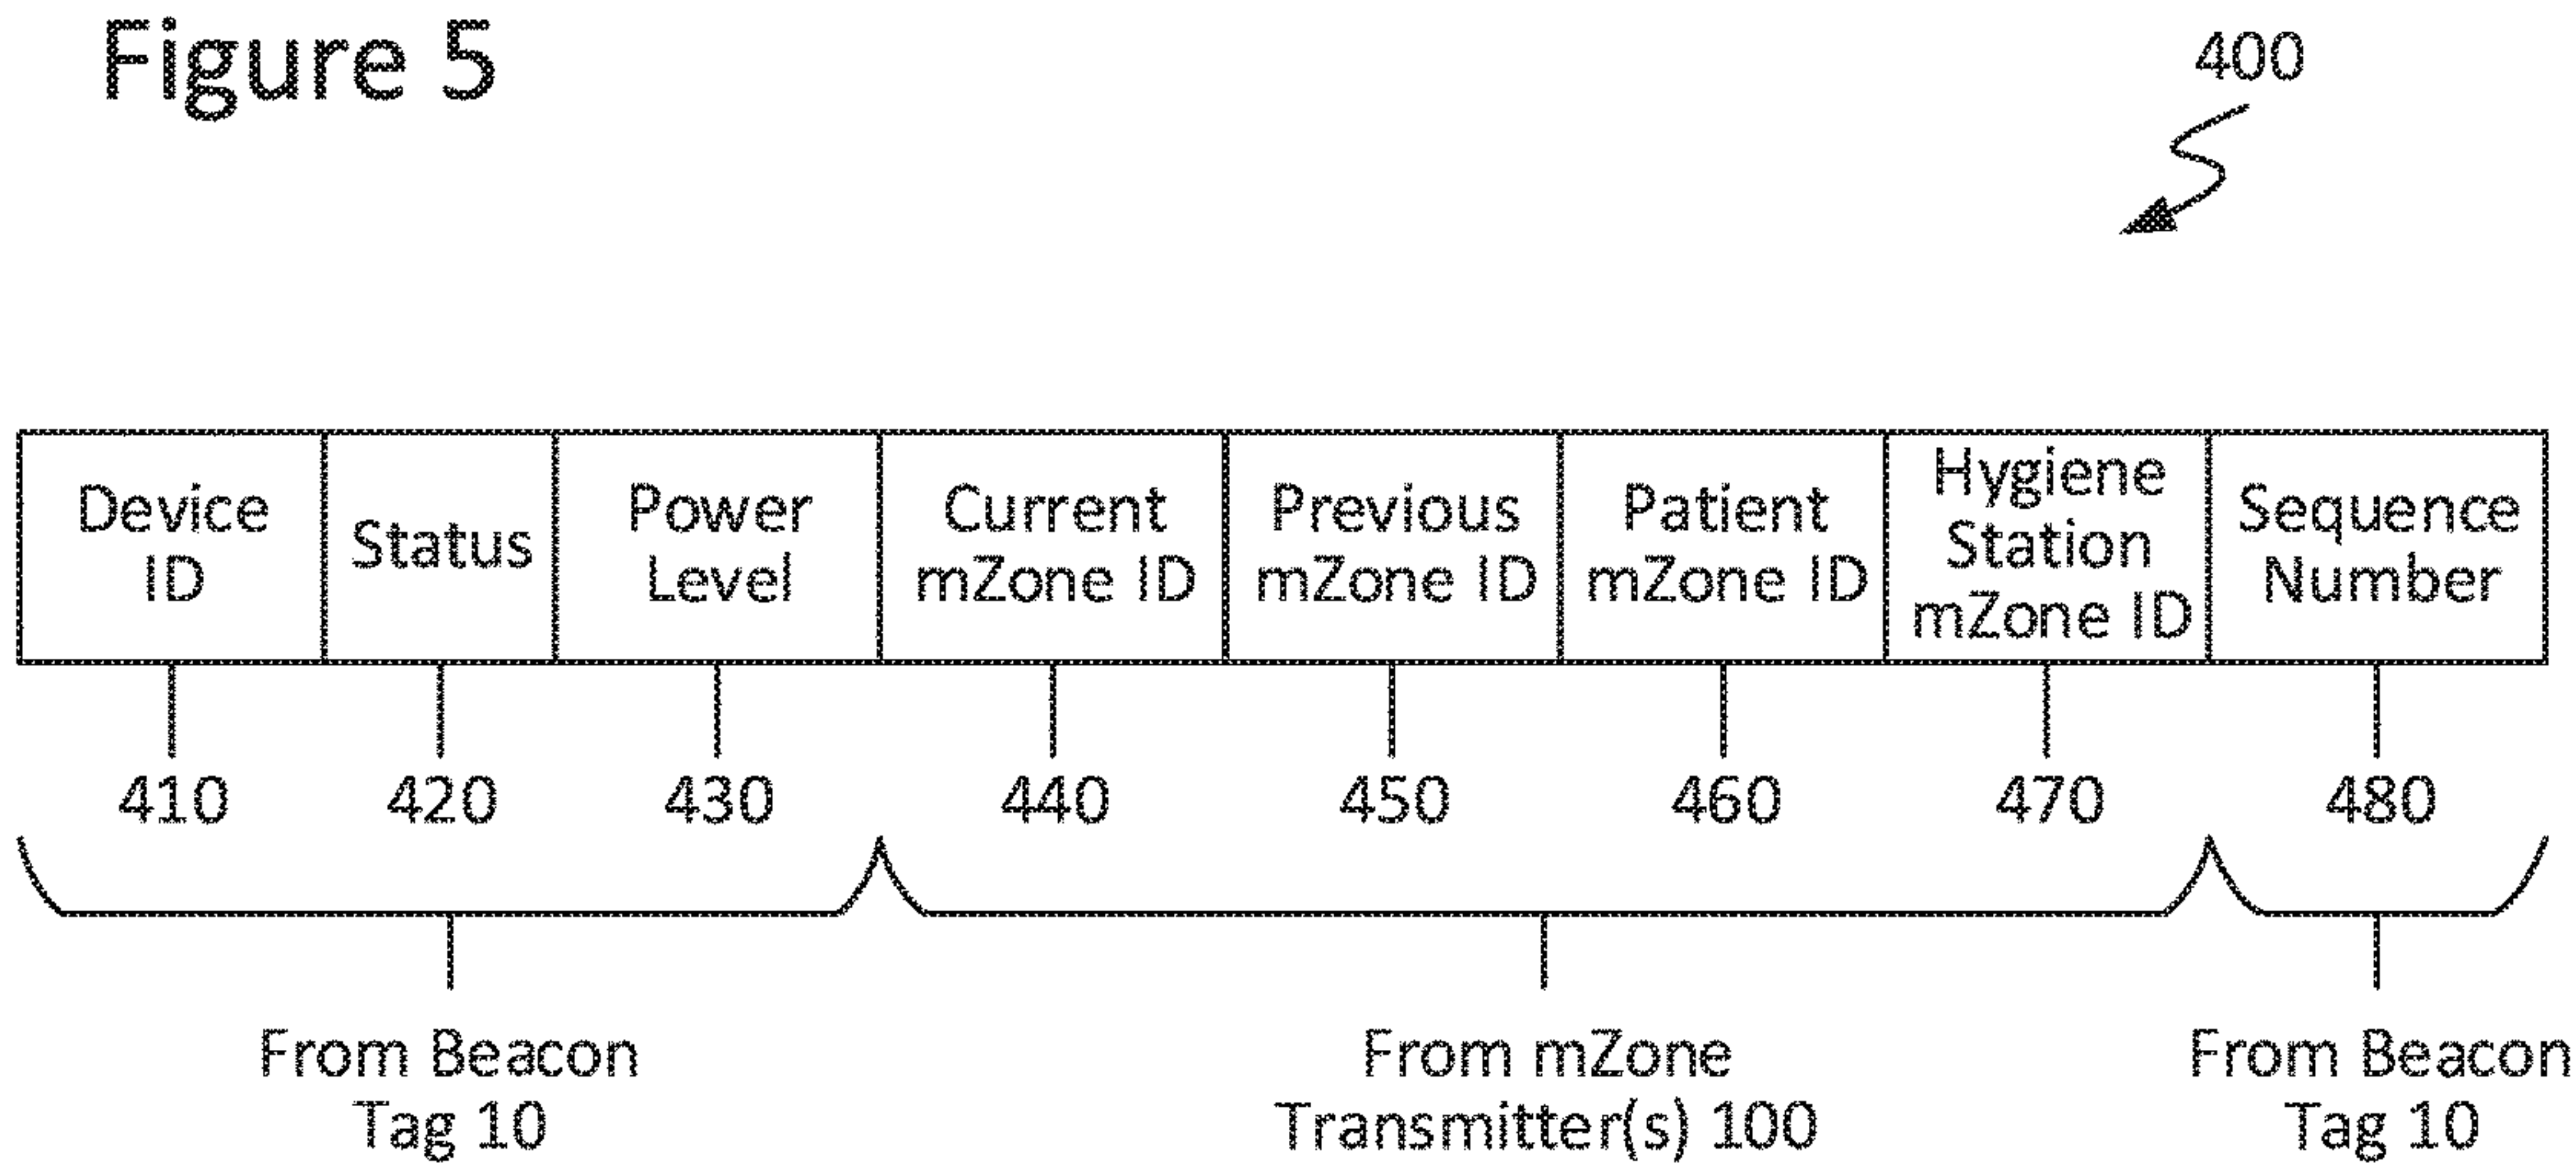 Figure 5
400
Device
ID
Status
Power
Level
Current
mZone ID
Previous
mZone ID
Patient
mZone ID
Hygiene
Station
mZone ID
Sequence
Number
410
420
430
440
450
460
470
480
From Beacon
Tag 10
From mZone
Transmitter(s) 100
From Beacon
Tag 10